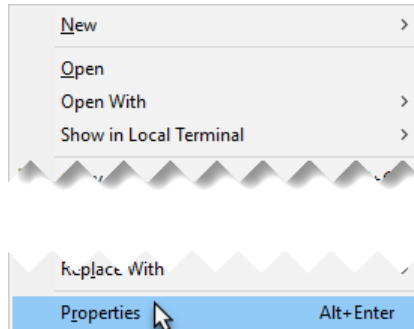 New
Open
Open With
Show in Local Terminal
Replace With
Properties Alt+Enter